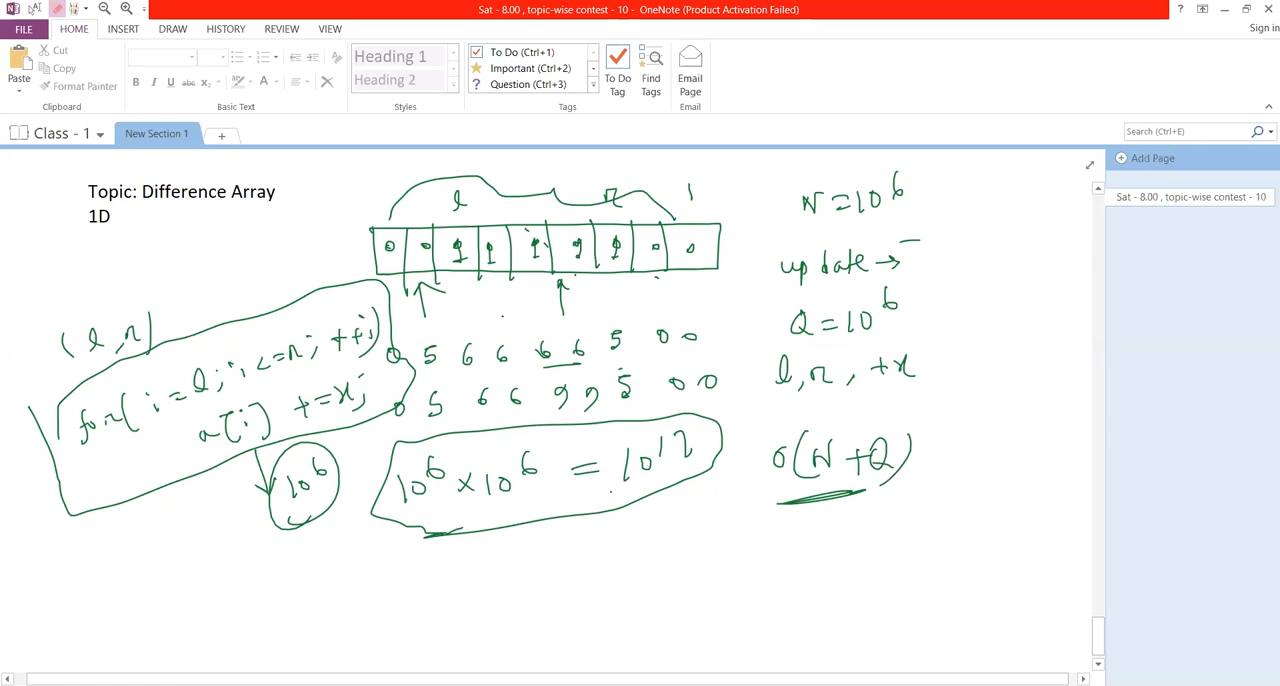 Sat - 8.00 , topic-wise contest - 10 - OneNote (Product Activation Failed)
FILE HOME INSERT DRAW HISTORY REVIEW VIEW
Sign in
Paste
Cut
Copy
Format Painter
Clipboard
B I U abc X₂ A
Basic Text
Heading 1
Heading 2
Styles
To Do (Ctrl+1)
Important (Ctrl+2)
Question (Ctrl+3)
Tags
To Do Tag
Find Tags
Email Page
Email
Class - 1
New Section 1
Search (Ctrl+E)
Add Page
Sat - 8.00 , topic-wise contest - 10
Topic: Difference Array
1D
l r 1
0 0 1 1 1 1 1 0 0
N = 10^6
update →
Q = 10^6
l, r, +x
O(N+Q)
(l, r)
for( i = l; i <= r; ++i)
a[i] += x;
10^6
0 5 6 6 6 6 5 0 0
0 5 6 6 9 9 5 0 0
10^6 × 10^6 = 10^12